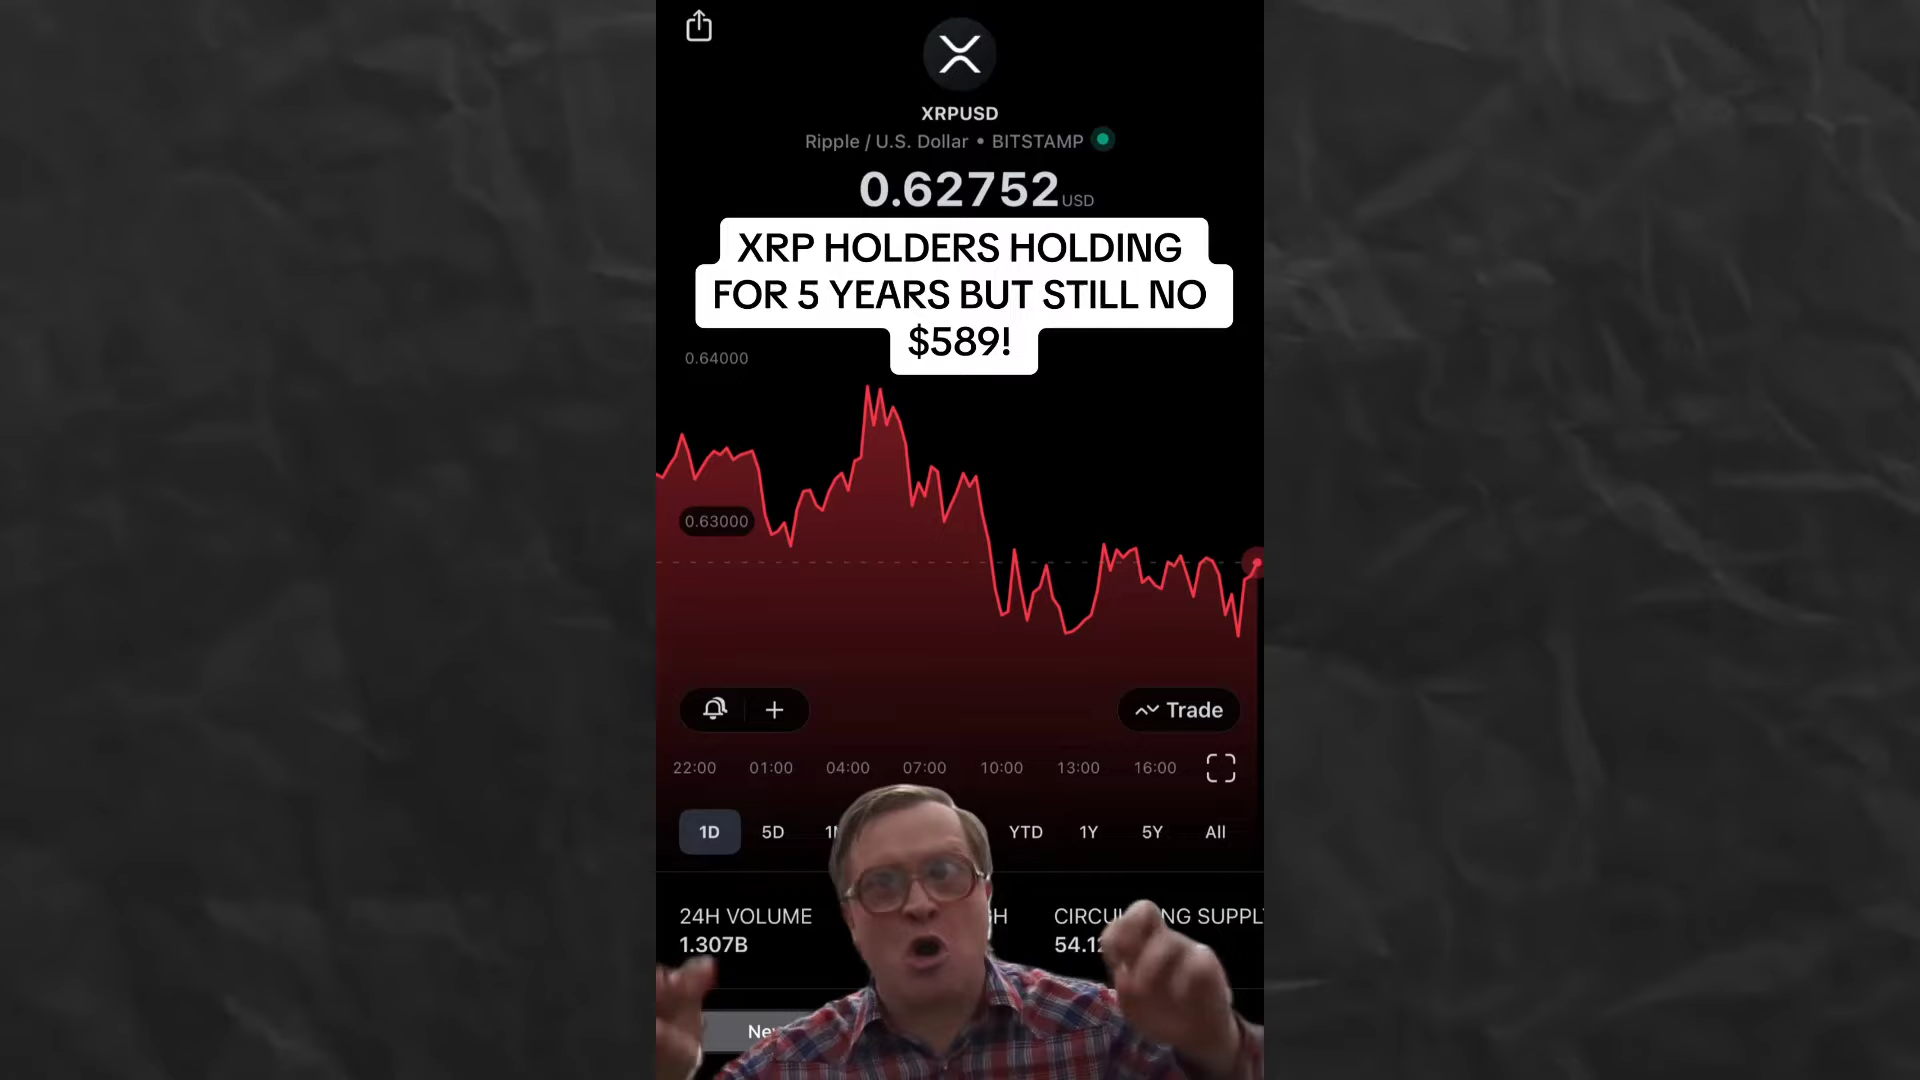 XRPUSD
Ripple / U.S. Dollar • BITSTAMP
0.62752 USD
XRP HOLDERS HOLDING
FOR 5 YEARS BUT STILL NO
$589!
0.64000
0.63000
Trade
22:00 01:00 04:00 07:00 10:00 13:00 16:00
1D 5D YTD 1Y 5Y All
24H VOLUME
1.307B